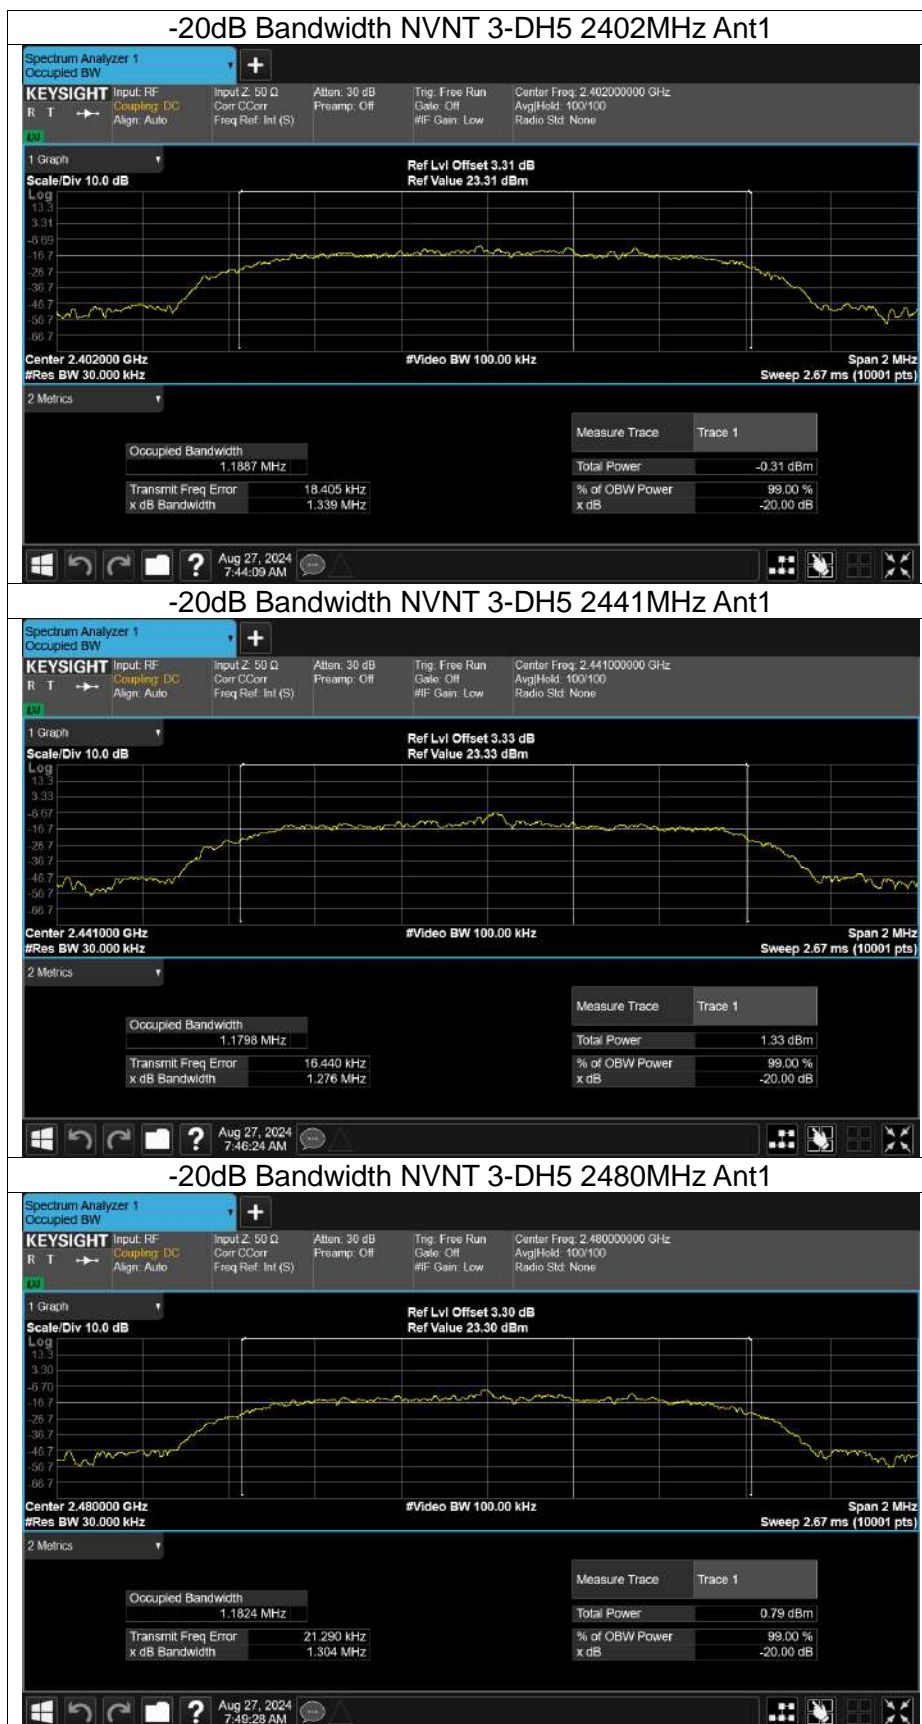 -20dB Bandwidth NVNT 3-DH5 2402MHz Ant1
Spectrum Analyzer 1
Occupied BW
KEYSIGHT Input: RF Input Z: 50 Ω Atten: 30 dB Trig: Free Run Center Freq: 2.402000000 GHz
R T Coupling: DC Corr CCorr Preamp: Off Gate: Off Avg|Hold: 100/100
Align: Auto Freq Ref: Int (S) #IF Gain: Low Radio Std: None
1 Graph Ref Lvl Offset 3.31 dB
Scale/Div 10.0 dB Ref Value 23.31 dBm
Log
13.3
3.31
-6.69
-16.7
-26.7
-36.7
-46.7
-56.7
-66.7
Center 2.402000 GHz #Video BW 100.00 kHz Span 2 MHz
#Res BW 30.000 kHz Sweep 2.67 ms (10001 pts)
2 Metrics
Measure Trace Trace 1
Occupied Bandwidth
1.1887 MHz Total Power -0.31 dBm
Transmit Freq Error 18.405 kHz % of OBW Power 99.00 %
x dB Bandwidth 1.339 MHz x dB -20.00 dB
Aug 27, 2024
7:44:09 AM
-20dB Bandwidth NVNT 3-DH5 2441MHz Ant1
Spectrum Analyzer 1
Occupied BW
KEYSIGHT Input: RF Input Z: 50 Ω Atten: 30 dB Trig: Free Run Center Freq: 2.441000000 GHz
R T Coupling: DC Corr CCorr Preamp: Off Gate: Off Avg|Hold: 100/100
Align: Auto Freq Ref: Int (S) #IF Gain: Low Radio Std: None
1 Graph Ref Lvl Offset 3.33 dB
Scale/Div 10.0 dB Ref Value 23.33 dBm
Log
13.3
3.33
-6.67
-16.7
-26.7
-36.7
-46.7
-56.7
-66.7
Center 2.441000 GHz #Video BW 100.00 kHz Span 2 MHz
#Res BW 30.000 kHz Sweep 2.67 ms (10001 pts)
2 Metrics
Measure Trace Trace 1
Occupied Bandwidth
1.1798 MHz Total Power 1.33 dBm
Transmit Freq Error 16.440 kHz % of OBW Power 99.00 %
x dB Bandwidth 1.276 MHz x dB -20.00 dB
Aug 27, 2024
7:46:24 AM
-20dB Bandwidth NVNT 3-DH5 2480MHz Ant1
Spectrum Analyzer 1
Occupied BW
KEYSIGHT Input: RF Input Z: 50 Ω Atten: 30 dB Trig: Free Run Center Freq: 2.480000000 GHz
R T Coupling: DC Corr CCorr Preamp: Off Gate: Off Avg|Hold: 100/100
Align: Auto Freq Ref: Int (S) #IF Gain: Low Radio Std: None
1 Graph Ref Lvl Offset 3.30 dB
Scale/Div 10.0 dB Ref Value 23.30 dBm
Log
13.3
3.30
-6.70
-16.7
-26.7
-36.7
-46.7
-56.7
-66.7
Center 2.480000 GHz #Video BW 100.00 kHz Span 2 MHz
#Res BW 30.000 kHz Sweep 2.67 ms (10001 pts)
2 Metrics
Measure Trace Trace 1
Occupied Bandwidth
1.1824 MHz Total Power 0.79 dBm
Transmit Freq Error 21.290 kHz % of OBW Power 99.00 %
x dB Bandwidth 1.304 MHz x dB -20.00 dB
Aug 27, 2024
7:49:28 AM